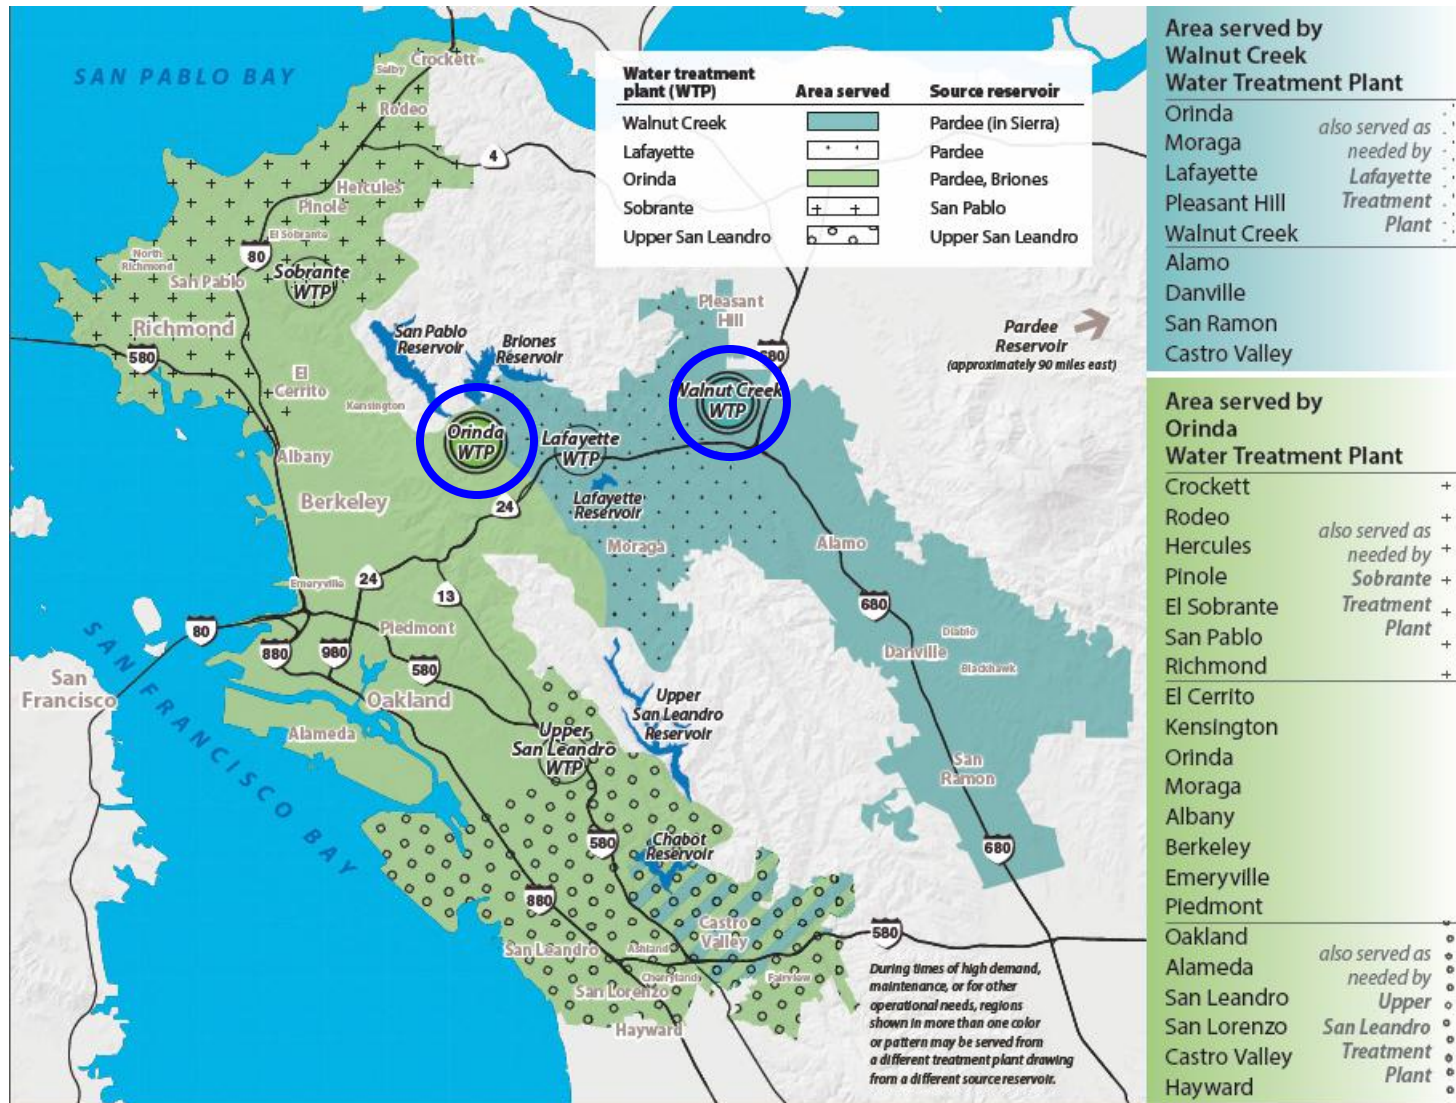 SAN PABLO BAY
Selby
Crockett
Rodeo
4
Hercules
Pinole
El Sobrante
80
North
Richmond
San Pablo
Sobrante
WTP
Richmond
580
El
Cerrito
Kensington
San Pablo
Reservoir
Briones
Reservoir
Pleasant
Hill
680
Walnut Creek
WTP
Orinda
WTP
Lafayette
WTP
Lafayette
Reservoir
24
Albany
Berkeley
Moraga
Alamo
Emeryville
24
13
80
880
980
Piedmont
580
680
Diablo
Danville
Blackhawk
San
Francisco
Oakland
Alameda
SAN FRANCISCO BAY
Upper
San Leandro
Reservoir
Upper
San Leandro
WTP
San
Ramon
580
Chabot
Reservoir
680
880
Castro
Valley
580
San Leandro
Ashland
Cherryland
Fairview
San Lorenzo
Hayward
Pardee
Reservoir
(approximately 90 miles east)
Water treatment
plant (WTP) Area served Source reservoir
Walnut Creek Pardee (in Sierra)
Lafayette Pardee
Orinda Pardee, Briones
Sobrante San Pablo
Upper San Leandro Upper San Leandro
During times of high demand,
maintenance, or for other
operational needs, regions
shown in more than one color
or pattern may be served from
a different treatment plant drawing
from a different source reservoir.
Area served by
Walnut Creek
Water Treatment Plant
Orinda
Moraga
Lafayette
Pleasant Hill
Walnut Creek
also served as
needed by
Lafayette
Treatment
Plant
Alamo
Danville
San Ramon
Castro Valley
Area served by
Orinda
Water Treatment Plant
Crockett
Rodeo
Hercules
Pinole
El Sobrante
San Pablo
Richmond
also served as
needed by
Sobrante
Treatment
Plant
El Cerrito
Kensington
Orinda
Moraga
Albany
Berkeley
Emeryville
Piedmont
Oakland
Alameda
San Leandro
San Lorenzo
Castro Valley
Hayward
also served as
needed by
Upper
San Leandro
Treatment
Plant